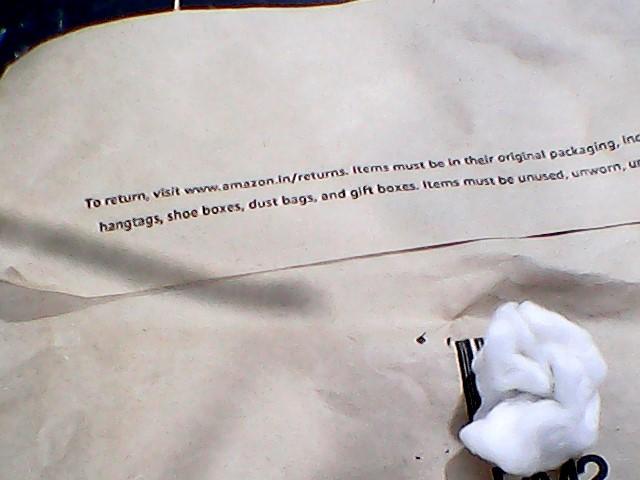 To return, visit www.amazon.in/returns. Items must be in their original packaging,
hangtags, shoe boxes, dust bags, and gift boxes. Items must be unused, unworn,